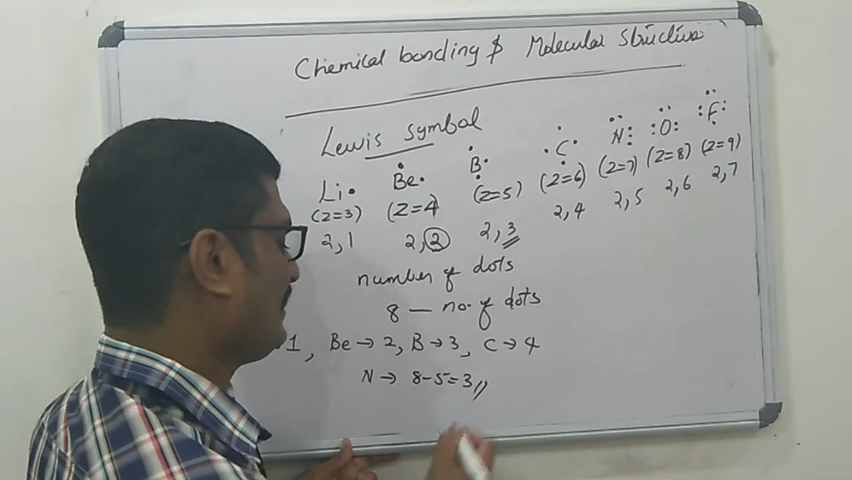 Chemical bonding & Molecular Structure
Lewis symbol
Li Be B C N O F
(Z=3) (Z=4) (Z=5) (Z=6) (Z=7) (Z=8) (Z=9)
2,1 2,2 2,3 2,4 2,5 2,6 2,7
number of dots
8 — no. of dots
1, Be → 2, B → 3, C → 4
N → 8-5=3